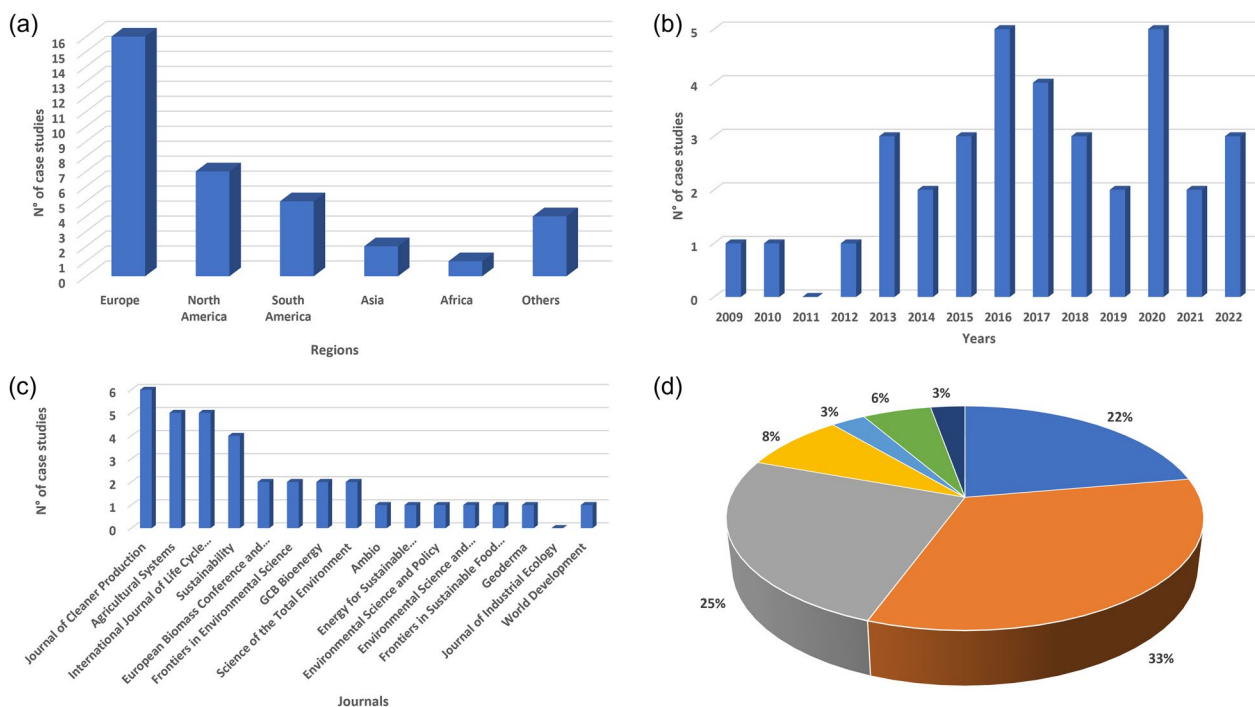 (a)
16
15
14
13
12
11
10
9
8
7
6
5
4
3
2
1
0
N° of case studies
Europe
North
America
South
America
Asia
Africa
Others
Regions
(b)
5
4
3
2
1
0
N° of case studies
2009
2010
2011
2012
2013
2014
2015
2016
2017
2018
2019
2020
2021
2022
Years
(c)
6
5
4
3
2
1
0
N° of case studies
Journal of Cleaner Production
Agricultural Systems
International Journal of Life Cycle...
Sustainability
European Biomass Conference and...
Frontiers in Environmental Science
GCB Bioenergy
Science of the Total Environment
Ambio
Energy for Sustainable...
Environmental Science and Policy
Environmental Science and...
Frontiers in Sustainable Food...
Geoderma
Journal of Industrial Ecology
World Development
Journals
(d)
22%
33%
25%
8%
3%
6%
3%